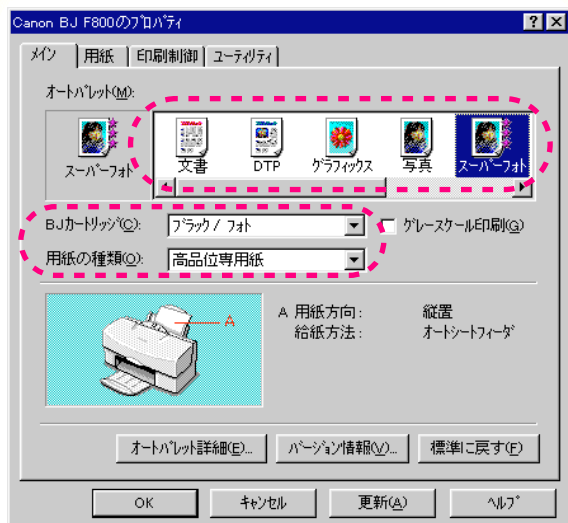 Canon BJ F800のプロパティ
メイン 用紙 印刷制御 ユーティリティ
オートパレット(M):
スーパーフォト
文書 DTP グラフィックス 写真 スーパーフォト
BJカートリッジ(C): ブラック / フォト グレースケール印刷(G)
用紙の種類(O): 高品位専用紙
A
A 用紙方向: 縦置
給紙方法: オートシートフィーダ
オートパレット詳細(E)... バージョン情報(V)... 標準に戻す(F)
OK キャンセル 更新(A) ヘルプ